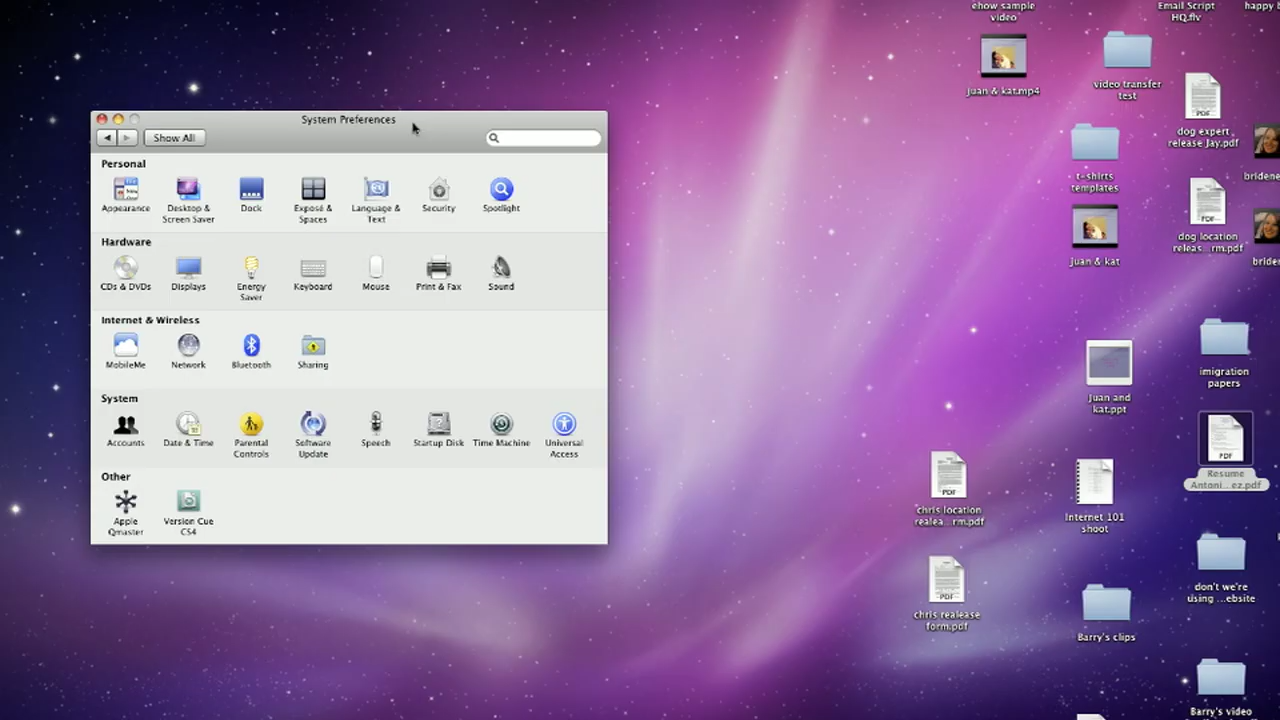 System Preferences
Show All
Personal
Appearance
Desktop &
Screen Saver
Dock
Exposé &
Spaces
Language &
Text
Security
Spotlight
Hardware
CDs & DVDs
Displays
Energy
Saver
Keyboard
Mouse
Print & Fax
Sound
Internet & Wireless
MobileMe
Network
Bluetooth
Sharing
System
Accounts
Date & Time
Parental
Controls
Software
Update
Speech
Startup Disk
Time Machine
Universal
Access
Other
Apple
Qmaster
Version Cue
CS4
ehow sample
video
Email Script
HQ.flv
happy b
Juan & kat.mp4
video transfer
test
dog expert
release Jay.pdf
t-shirts
templates
bridene
PDF
dog location
releas...rm.pdf
Juan & kat
brider
imigration
papers
Juan and
kat.ppt
PDF
Resume
Antoni...ez.pdf
PDF
chris location
realea...rm.pdf
Internet 101
shoot
don't we're
using ...ebsite
PDF
chris realease
form.pdf
Barry's clips
Barry's video